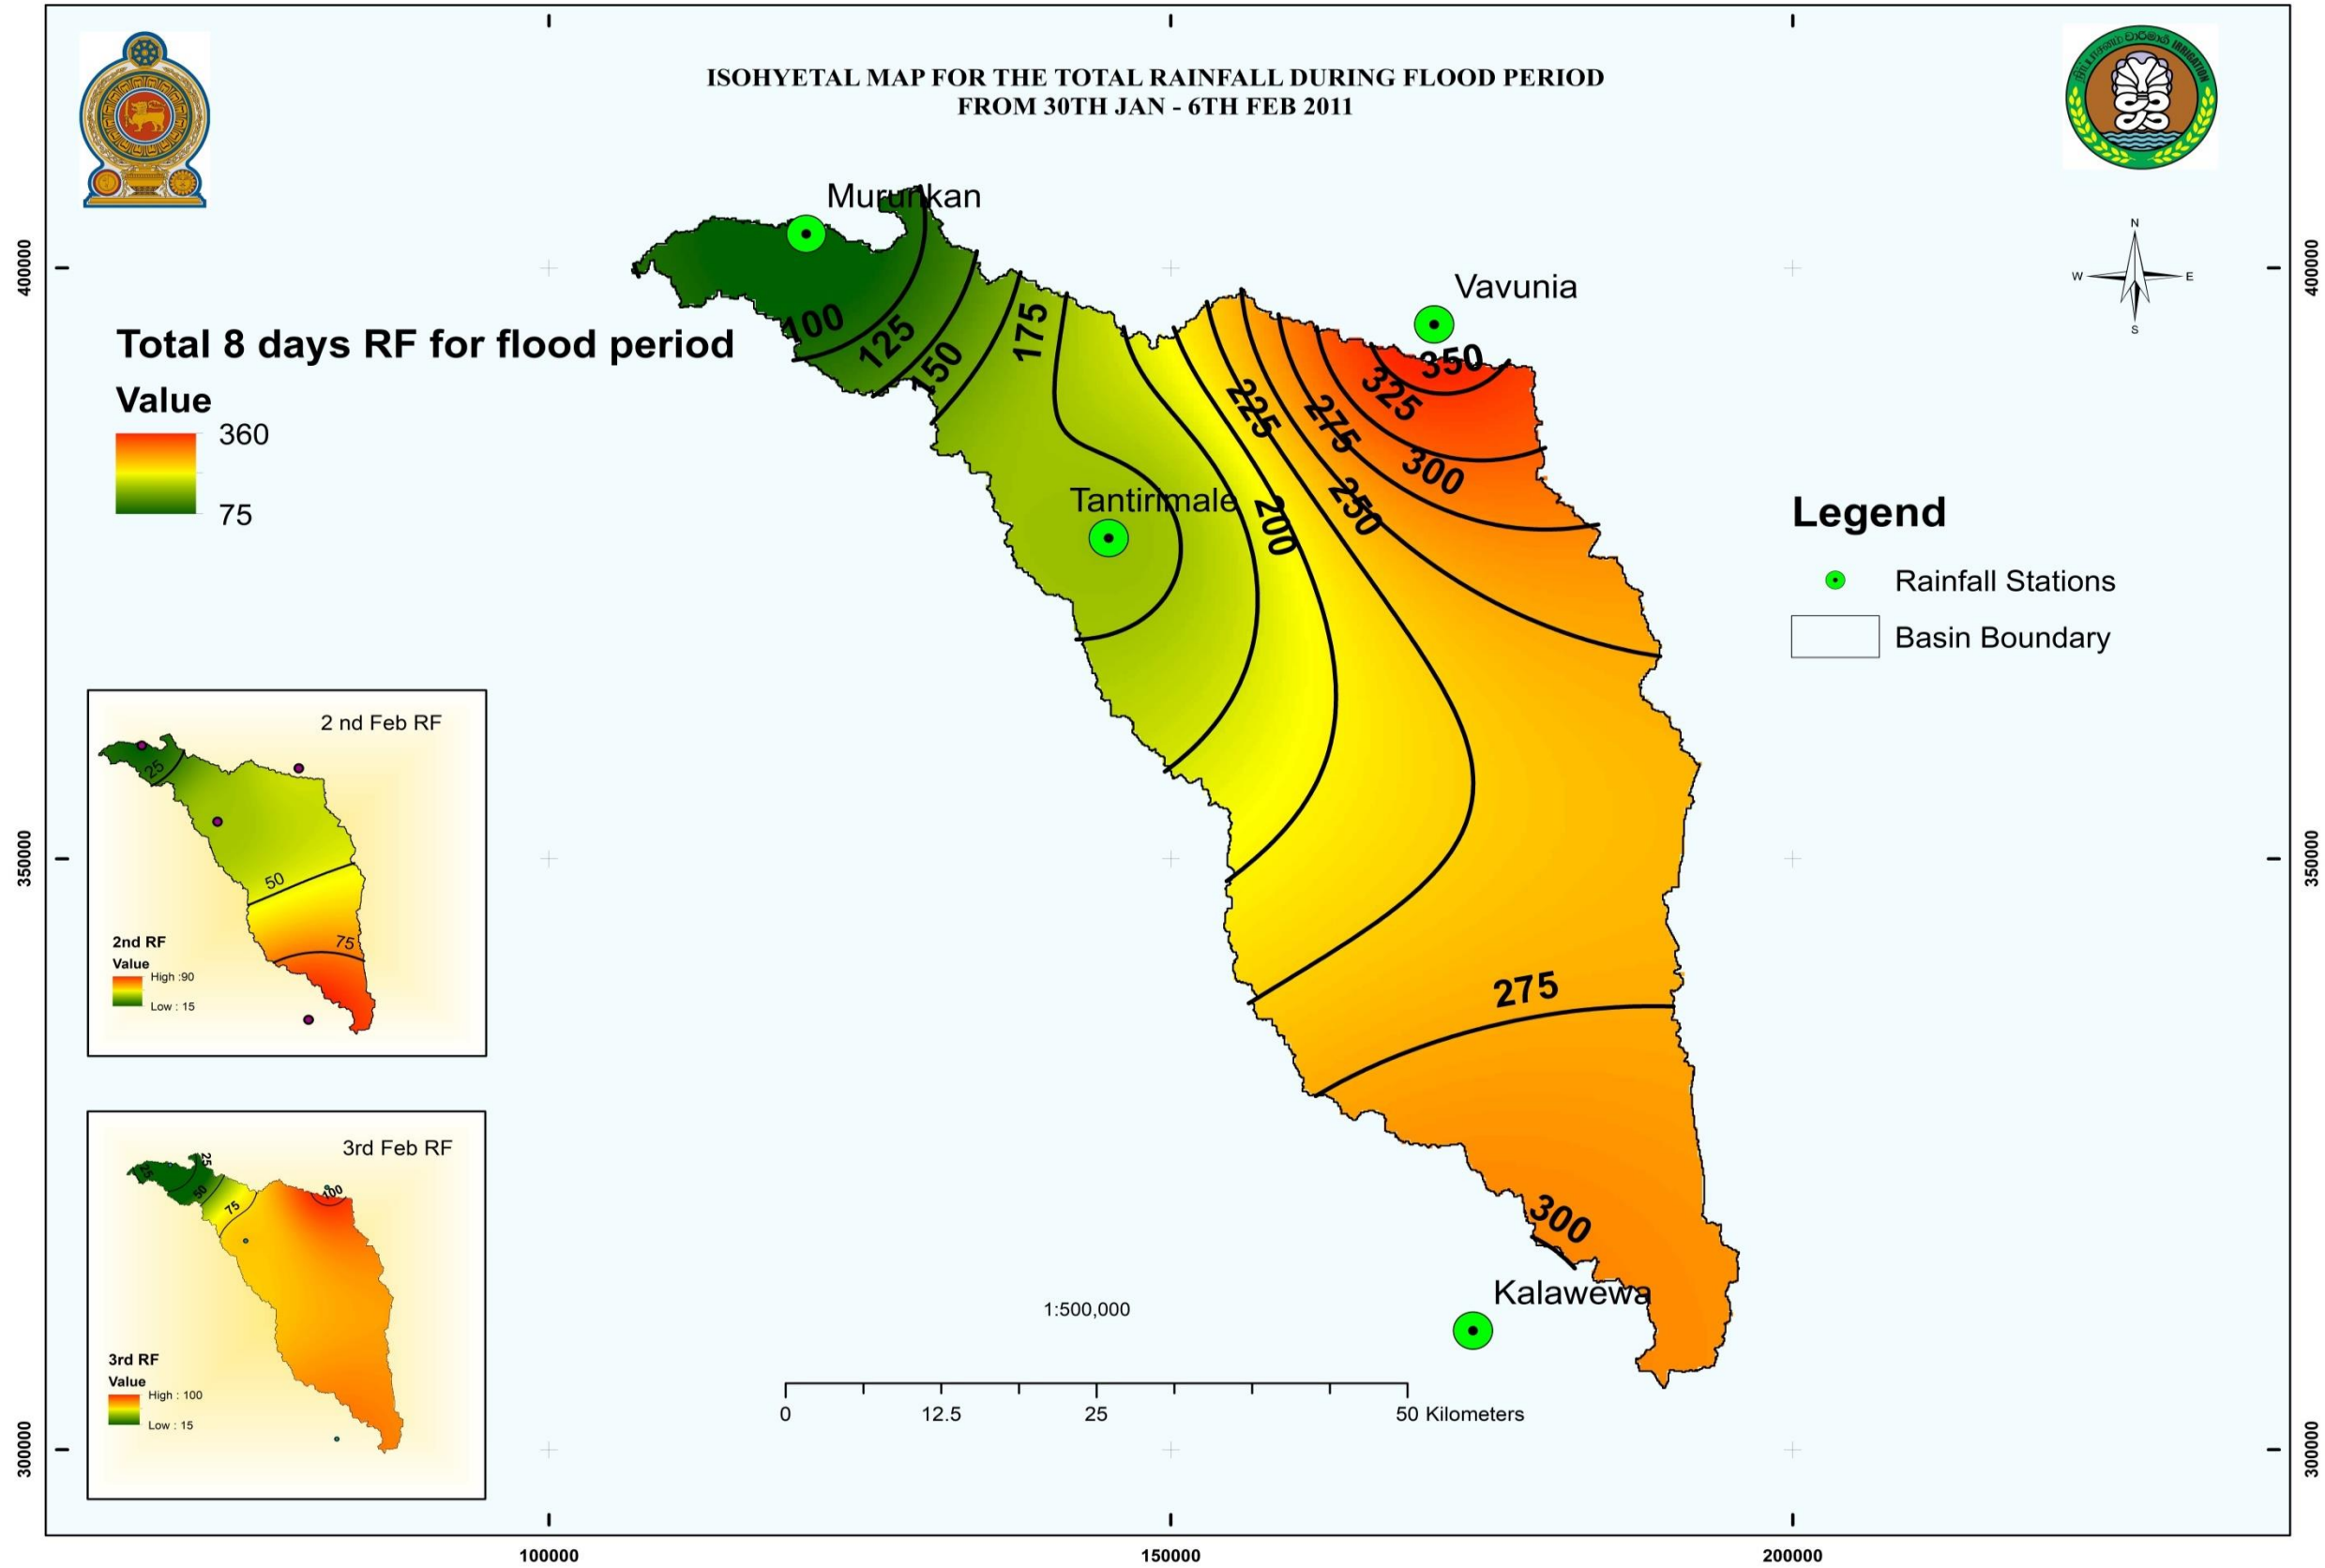 ISOHYETAL MAP FOR THE TOTAL RAINFALL DURING FLOOD PERIOD
FROM 30TH JAN - 6TH FEB 2011
IRRIGATION
N
W
E
S
Murunkan
Vavunia
Tantirimale
Kalawewa
100
125
150
175
200
225
250
275
300
325
350
275
300
Total 8 days RF for flood period
Value
360
75
Legend
Rainfall Stations
Basin Boundary
2 nd Feb RF
25
50
75
2nd RF
Value
High :90
Low : 15
3rd Feb RF
25
25
50
75
100
3rd RF
Value
High : 100
Low : 15
1:500,000
0
12.5
25
50 Kilometers
400000
350000
300000
400000
350000
300000
100000
150000
200000